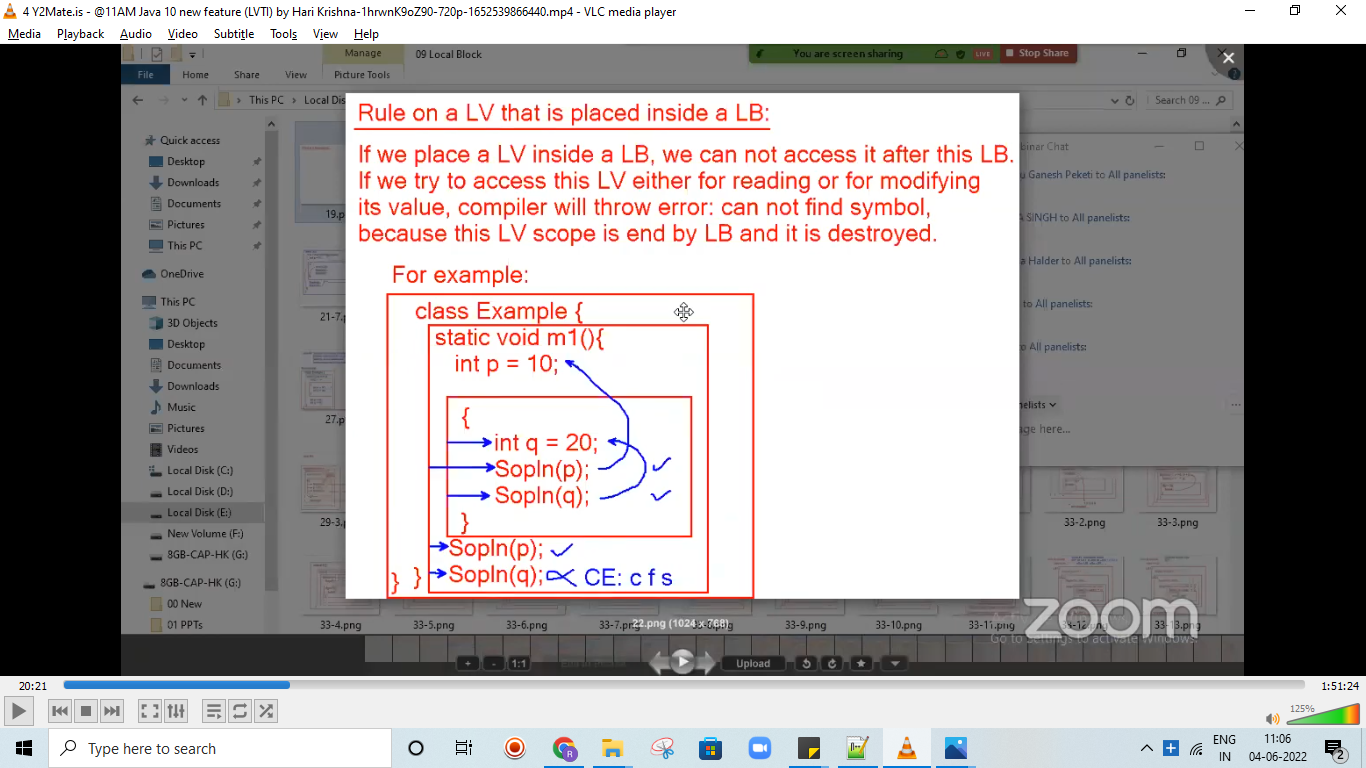 4 Y2Mate.is - @11AM Java 10 new feature (LVTI) by Hari Krishna-1hrwnK9oZ90-720p-1652539866440.mp4 - VLC media player
Media Playback Audio Video Subtitle Tools View Help
Manage 09 Local Block You are screen sharing LIVE Stop Share
File Home Share View Picture Tools
This PC Local Dis Search 09 ...
Rule on a LV that is placed inside a LB:
If we place a LV inside a LB, we can not access it after this LB.
If we try to access this LV either for reading or for modifying
its value, compiler will throw error: can not find symbol,
because this LV scope is end by LB and it is destroyed.
For example:
class Example {
static void m1(){
int p = 10;
{
int q = 20;
Sopln(p);
Sopln(q);
}
Sopln(p);
Sopln(q); CE: c f s
} }
Quick access
Desktop
Downloads
Documents
Pictures
This PC
OneDrive
This PC
3D Objects
Desktop
Documents
Downloads
Music
Pictures
Videos
Local Disk (C:)
Local Disk (D:)
Local Disk (E:)
New Volume (F:)
8GB-CAP-HK (G:)
8GB-CAP-HK (G:)
00 New
01 PPTs
19.p
21-7.
27.p
29-3.
binar Chat
u Ganesh Peketi to All panelists:
A SINGH to All panelists:
a Halder to All panelists:
to All panelists:
to All panelists:
nelists
age here...
33-2.png 33-3.png
33-4.png 33-5.png 33-6.png 33-7.png 33-8.png 33-9.png 33-10.png 33-11.png 33-12.png 33-13.png
22.png (1024 x 768)
zoom
Go to Settings to activate Windows.
+ - 1:1 Upload
20:21 1:51:24
125%
Type here to search
ENG
IN
11:06
04-06-2022
2